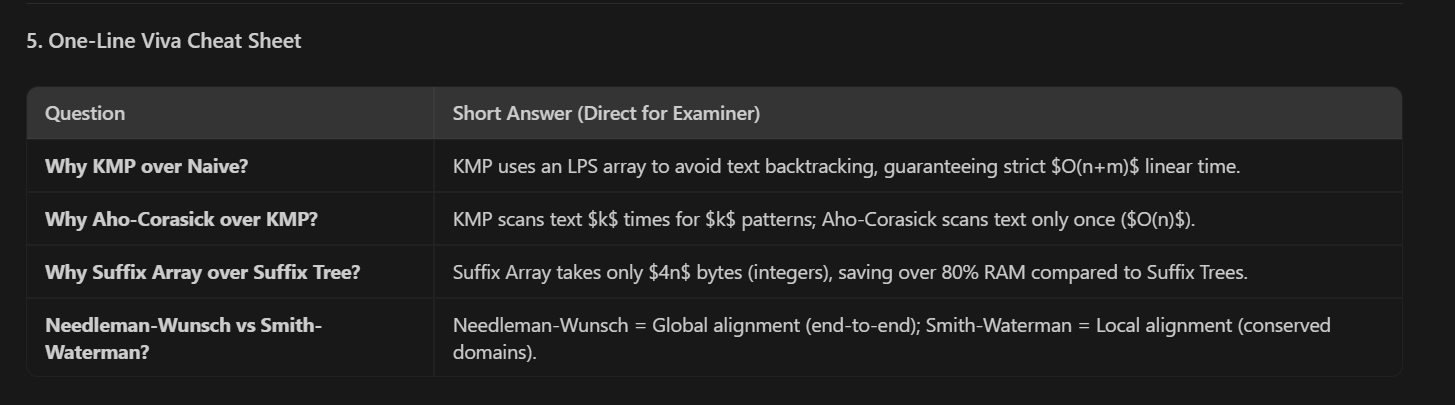 5. One-Line Viva Cheat Sheet
Question
Short Answer (Direct for Examiner)
Why KMP over Naive?
KMP uses an LPS array to avoid text backtracking, guaranteeing strict $O(n+m)$ linear time.
Why Aho-Corasick over KMP?
KMP scans text $k$ times for $k$ patterns; Aho-Corasick scans text only once ($O(n)$).
Why Suffix Array over Suffix Tree?
Suffix Array takes only $4n$ bytes (integers), saving over 80% RAM compared to Suffix Trees.
Needleman-Wunsch vs Smith-
Waterman?
Needleman-Wunsch = Global alignment (end-to-end); Smith-Waterman = Local alignment (conserved
domains).